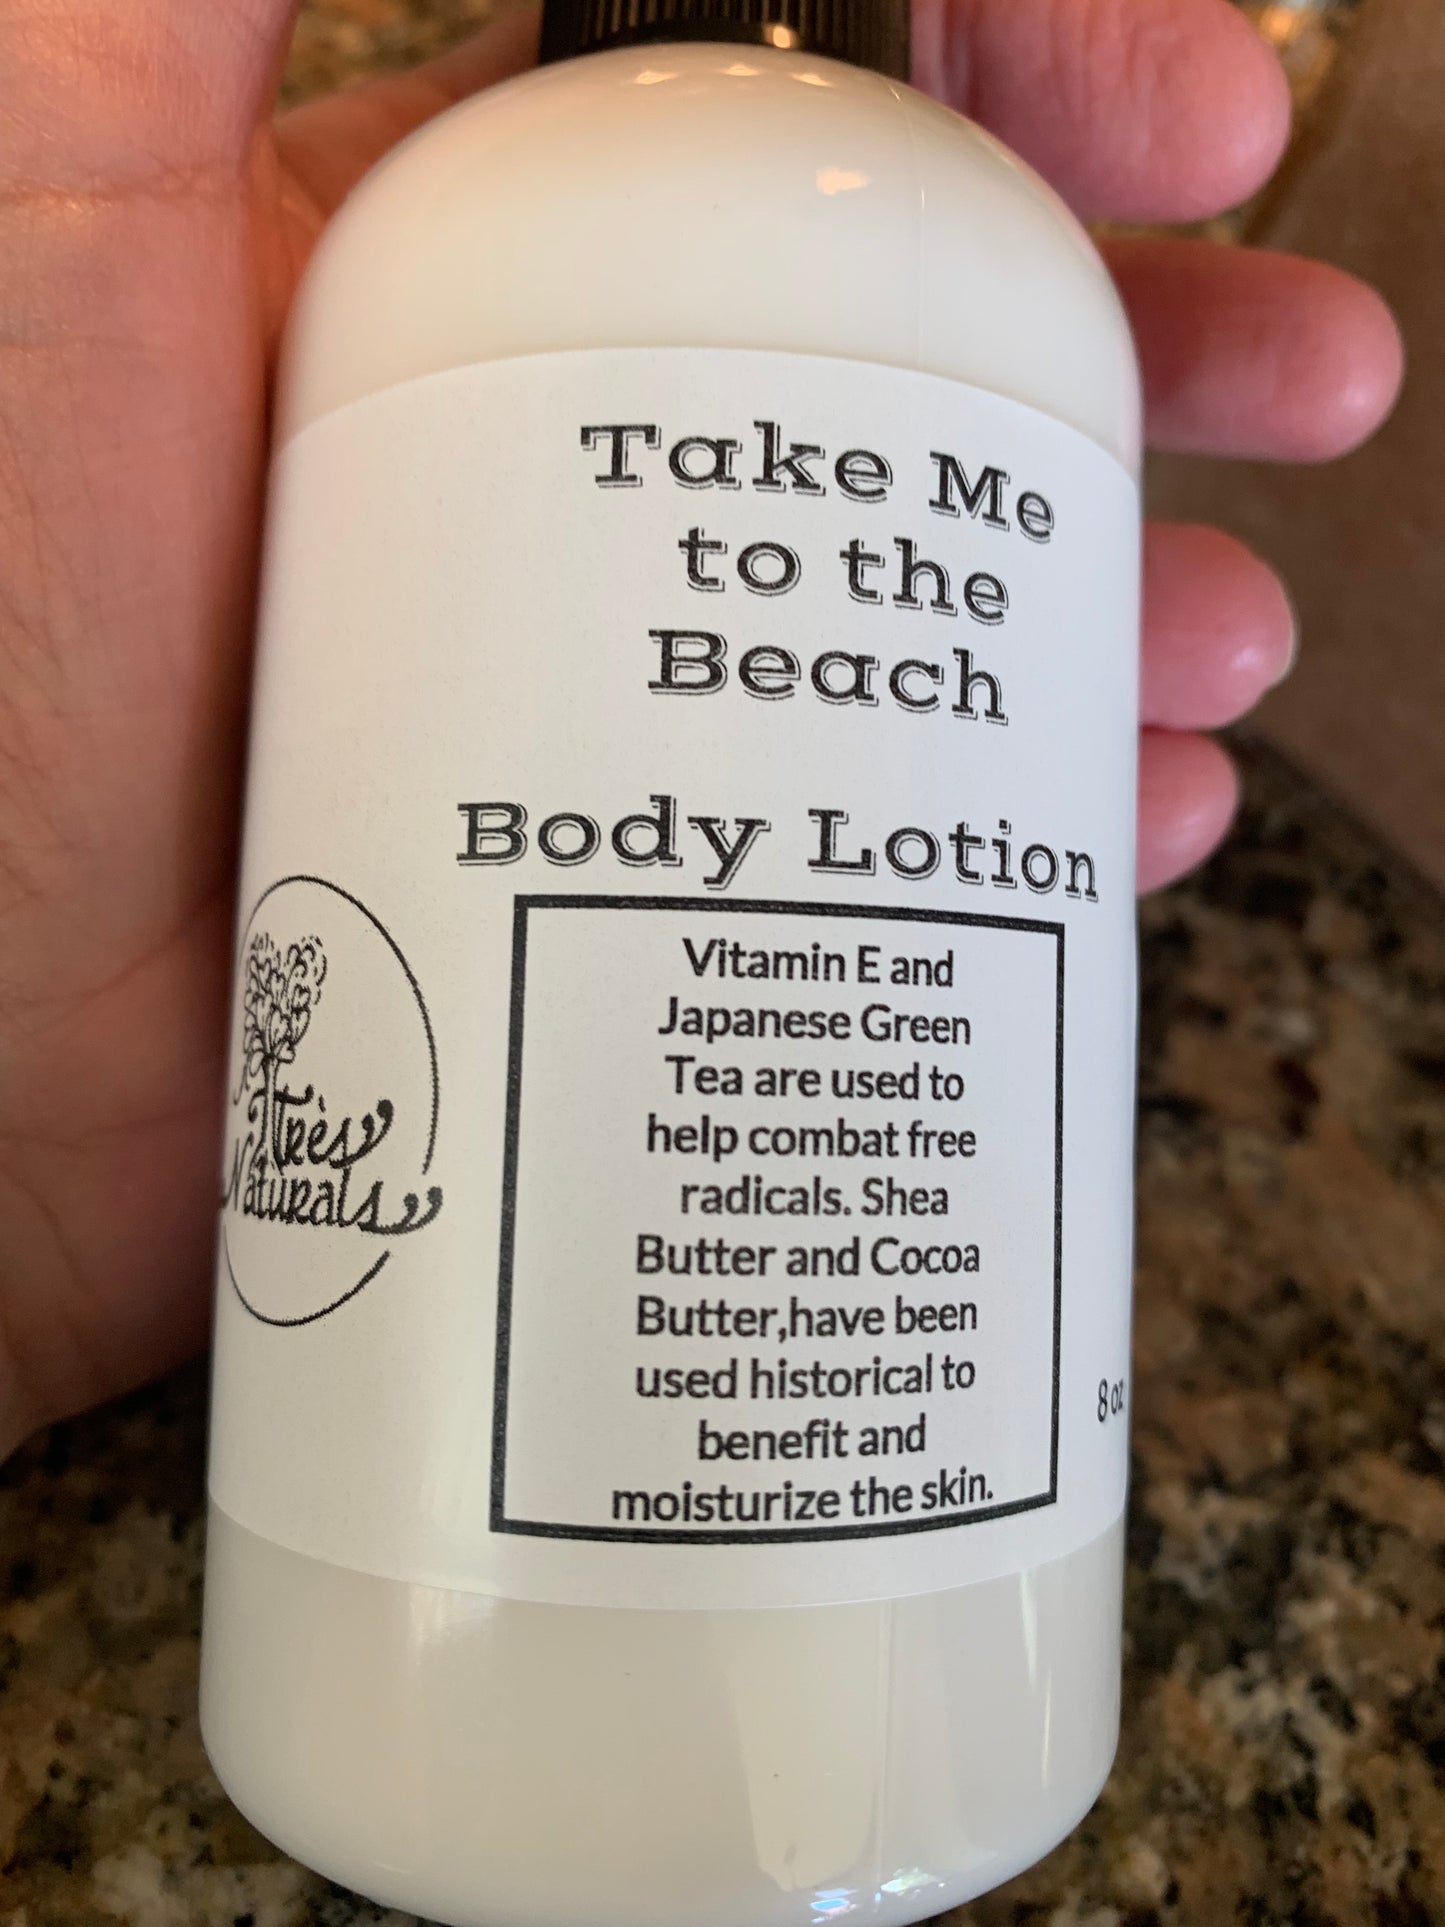 Take Me
to the
Beach
Body Lotion
Très
Naturals
Vitamin E and
Japanese Green
Tea are used to
help combat free
radicals. Shea
Butter and Cocoa
Butter,have been
used historical to
benefit and
moisturize the skin.
8 oz